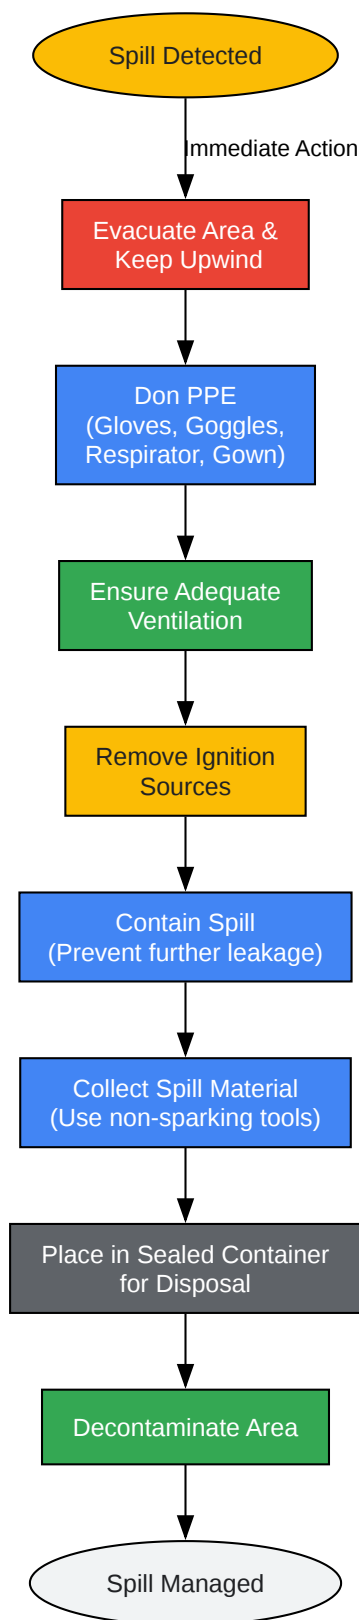 Spill Detected
Immediate Action
Evacuate Area &
Keep Upwind
Don PPE
(Gloves, Goggles,
Respirator, Gown)
Ensure Adequate
Ventilation
Remove Ignition
Sources
Contain Spill
(Prevent further leakage)
Collect Spill Material
(Use non-sparking tools)
Place in Sealed Container
for Disposal
Decontaminate Area
Spill Managed